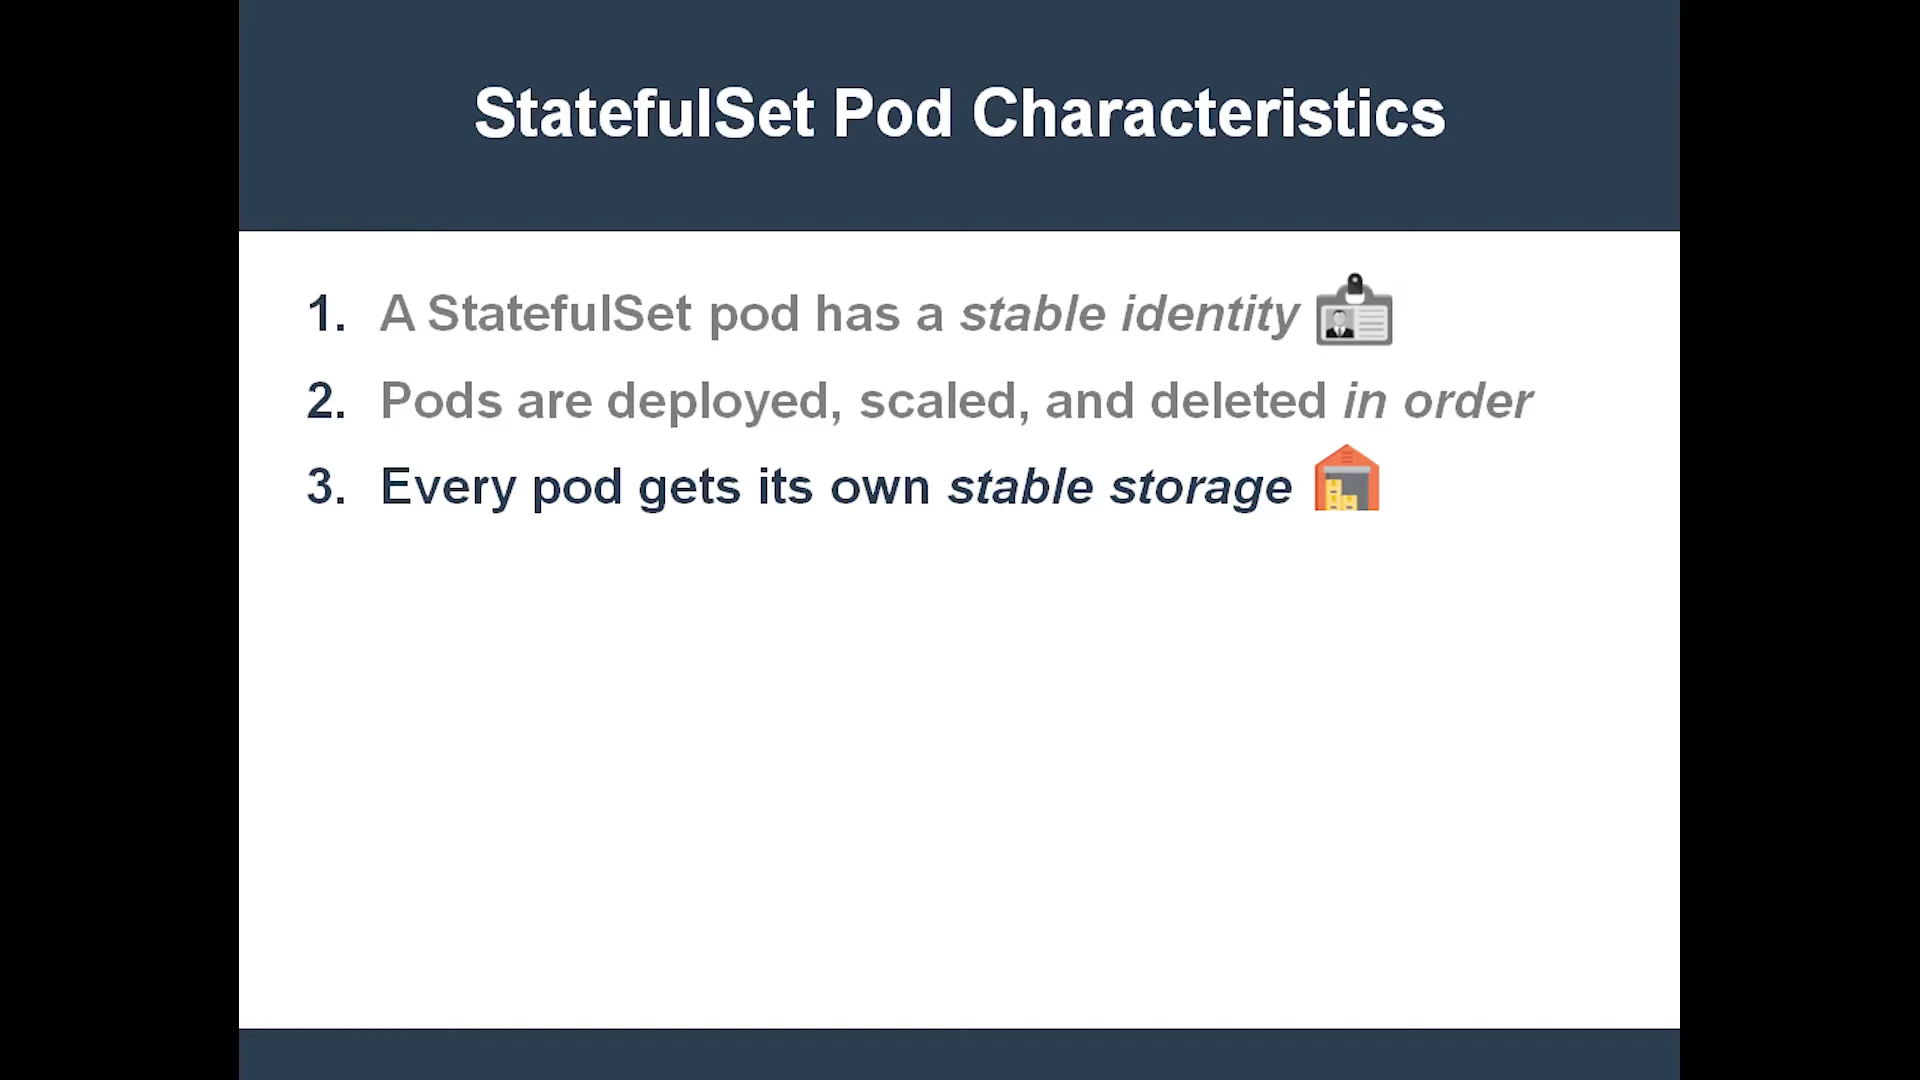 StatefulSet Pod Characteristics
1. A StatefulSet pod has a stable identity
2. Pods are deployed, scaled, and deleted in order
3. Every pod gets its own stable storage